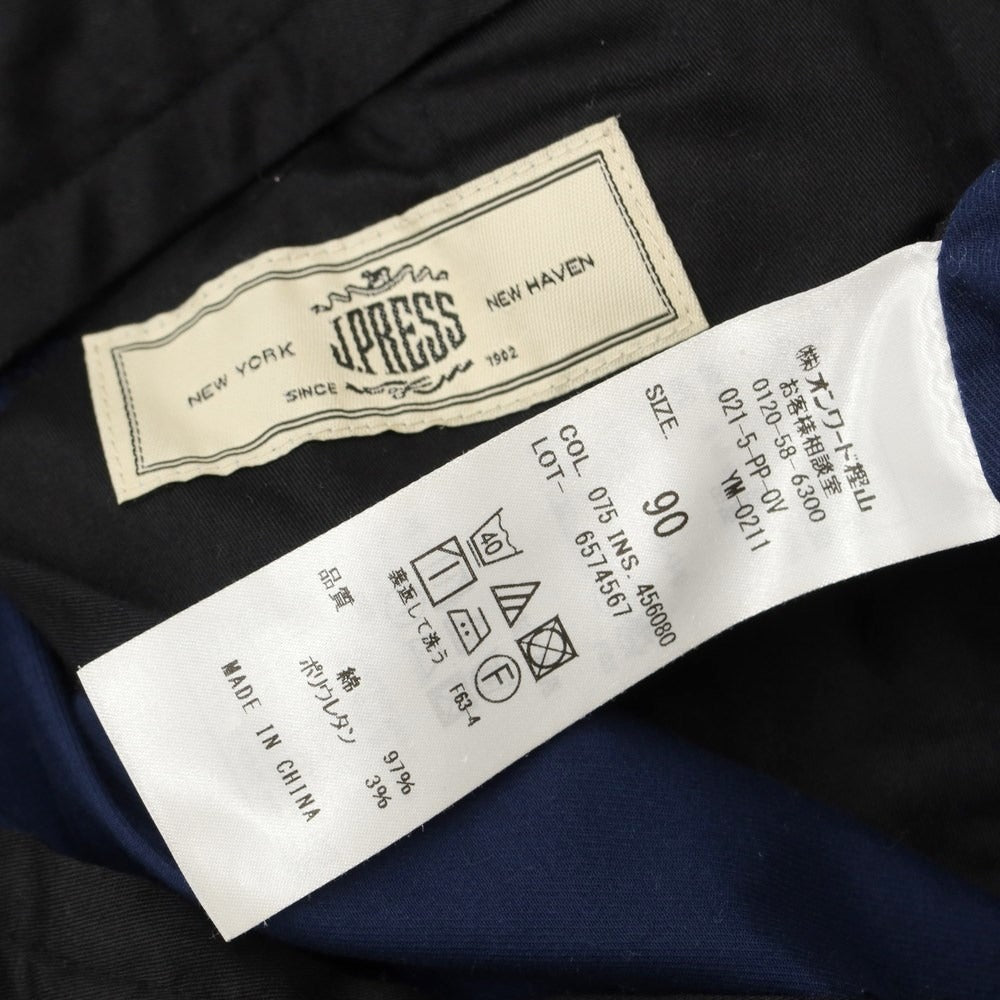 NEW YORK
J.PRESS
NEW HAVEN
SINCE 1902
(株)オンワード樫山
お客様相談室
0120-58-6300
021-5-PP-OV
YM-0211
SIZE.
90
COL. 075 INS. 456080
LOT- 6574567
40
裏返して洗う
F
F63-4
品質
綿 97%
ポリウレタン 3%
MADE IN CHINA